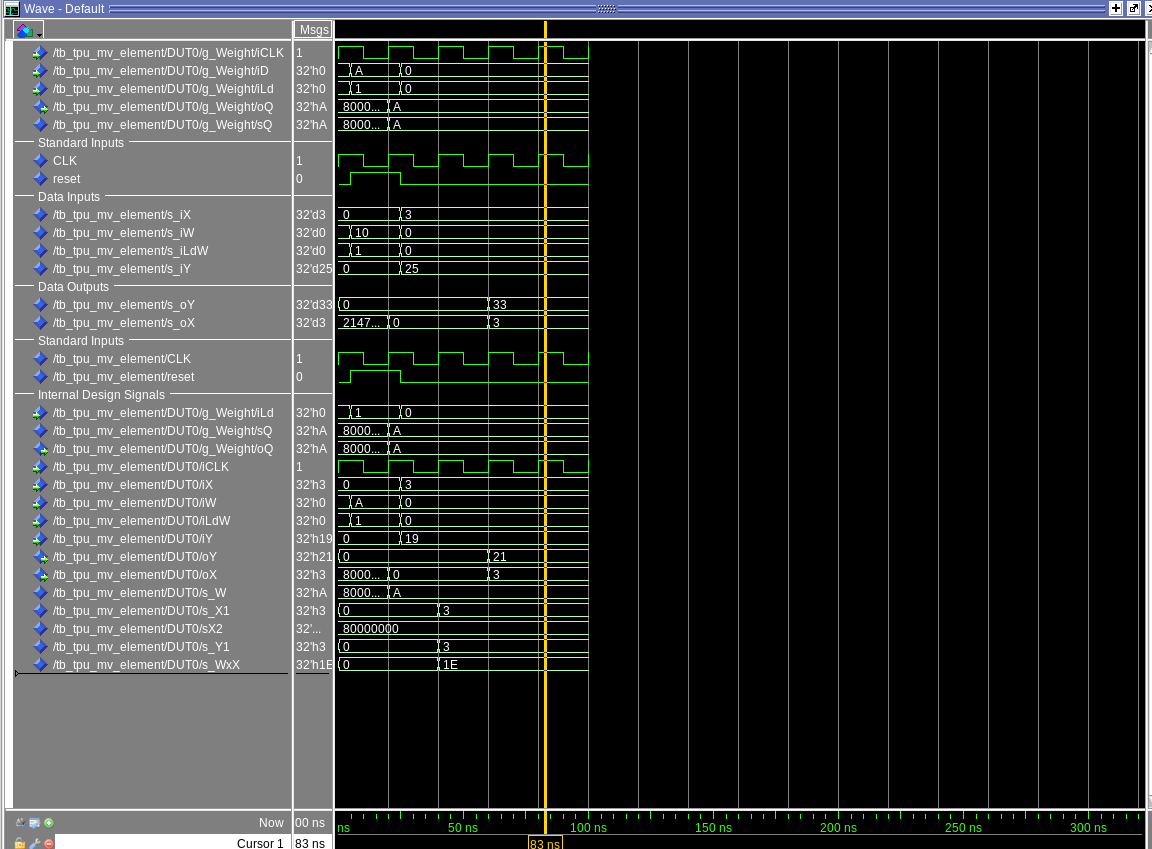 Wave - Default
Msgs
/tb_tpu_mv_element/DUT0/g_Weight/iCLK 1
/tb_tpu_mv_element/DUT0/g_Weight/iD 32'h0 A 0
/tb_tpu_mv_element/DUT0/g_Weight/iLd 32'h0 1 0
/tb_tpu_mv_element/DUT0/g_Weight/oQ 32'hA 8000... A
/tb_tpu_mv_element/DUT0/g_Weight/sQ 32'hA 8000... A
Standard Inputs
CLK 1
reset 0
Data Inputs
/tb_tpu_mv_element/s_iX 32'd3 0 3
/tb_tpu_mv_element/s_iW 32'd0 10 0
/tb_tpu_mv_element/s_iLdW 32'd0 1 0
/tb_tpu_mv_element/s_iY 32'd25 0 25
Data Outputs
/tb_tpu_mv_element/s_oY 32'd33 0 33
/tb_tpu_mv_element/s_oX 32'd3 2147... 0 3
Standard Inputs
/tb_tpu_mv_element/CLK 1
/tb_tpu_mv_element/reset 0
Internal Design Signals
/tb_tpu_mv_element/DUT0/g_Weight/iLd 32'h0 1 0
/tb_tpu_mv_element/DUT0/g_Weight/sQ 32'hA 8000... A
/tb_tpu_mv_element/DUT0/g_Weight/oQ 32'hA 8000... A
/tb_tpu_mv_element/DUT0/iCLK 1
/tb_tpu_mv_element/DUT0/iX 32'h3 0 3
/tb_tpu_mv_element/DUT0/iW 32'h0 A 0
/tb_tpu_mv_element/DUT0/iLdW 32'h0 1 0
/tb_tpu_mv_element/DUT0/iY 32'h19 0 19
/tb_tpu_mv_element/DUT0/oY 32'h21 0 21
/tb_tpu_mv_element/DUT0/oX 32'h3 8000... 0 3
/tb_tpu_mv_element/DUT0/s_W 32'hA 8000... A
/tb_tpu_mv_element/DUT0/s_X1 32'h3 0 3
/tb_tpu_mv_element/DUT0/sX2 32'... 80000000
/tb_tpu_mv_element/DUT0/s_Y1 32'h3 0 3
/tb_tpu_mv_element/DUT0/s_WxX 32'h1E 0 1E
Now 00 ns ns 50 ns 100 ns 150 ns 200 ns 250 ns 300 ns
Cursor 1 83 ns 83 ns